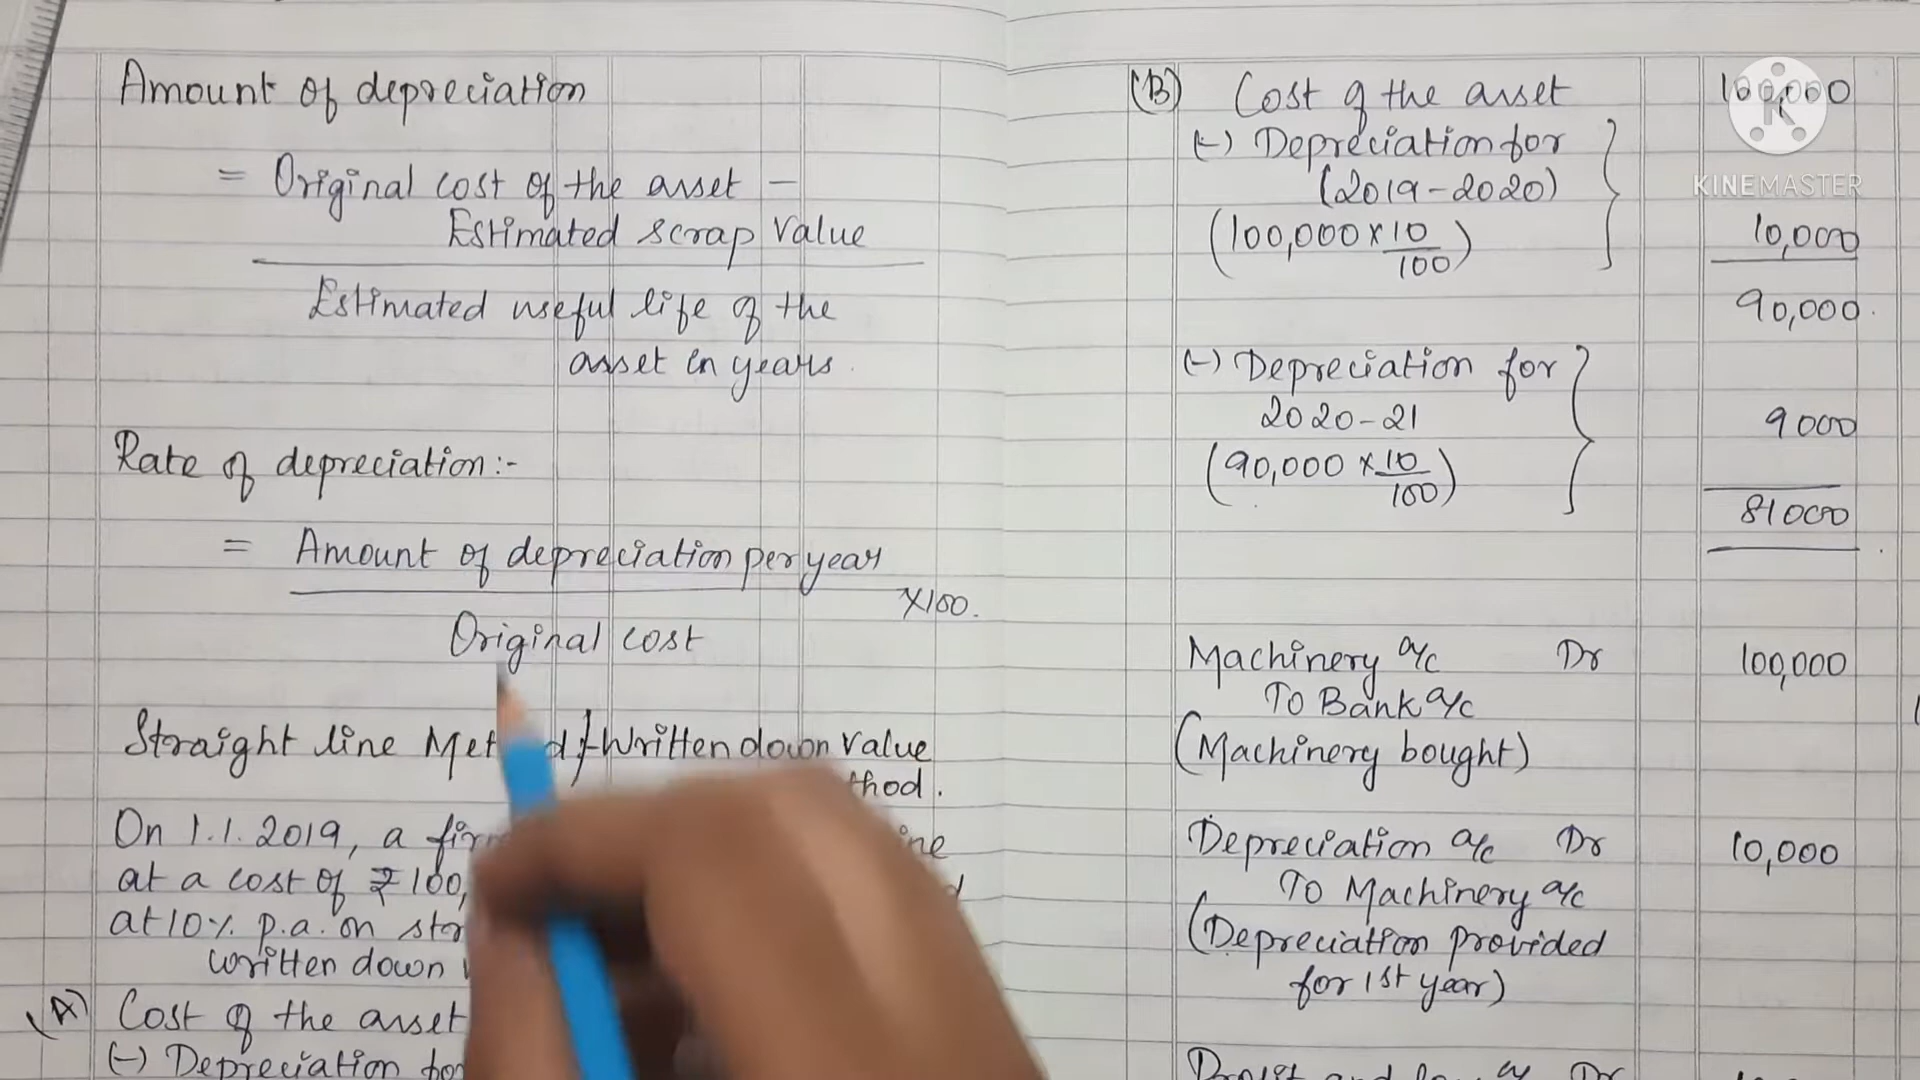 Amount of depreciation
= Original cost of the asset −
Estimated scrap value
Estimated useful life of the
asset in years.
Rate of depreciation:-
= Amount of depreciation per year
×100.
Original cost
Straight line / Written down value
On 1.1.2019, a
at a cost of ₹100,
at 10% p.a. on
written down
(A) Cost of the asset
(-) Depreciation for
(B) Cost of the asset 100,000
(-) Depreciation for
(2019-2020)
(100,000 × 10/100) 10,000
90,000
(-) Depreciation for
2020-21 9000
(90,000 × 10/100)
81000
Machinery a/c Dr 100,000
To Bank a/c
(Machinery bought)
Depreciation a/c Dr 10,000
To Machinery a/c
(Depreciation provided
for 1st year)
Profit and Dr
KINEMASTER